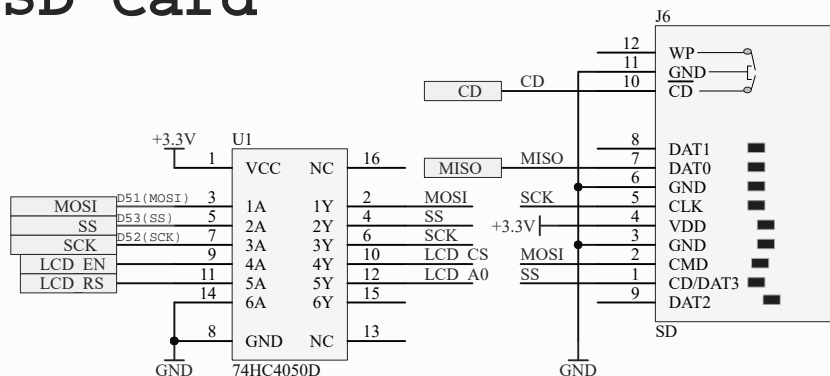 SD Card
J6
12 WP
11 GND
CD CD 10 CD
+3.3V U1
1 VCC NC 16
8 DAT1
MISO MISO 7 DAT0
6 GND
MOSI D51(MOSI) 3 1A 1Y 2 MOSI
SCK 5 CLK
SS D53(SS) 5 2A 2Y 4 SS
+3.3V 4 VDD
SCK D52(SCK) 7 3A 3Y 6 SCK
3 GND
LCD_EN 9 4A 4Y 10 LCD_CS
MOSI 2 CMD
LCD_RS 11 5A 5Y 12 LCD_A0
SS 1 CD/DAT3
14 6A 6Y 15
9 DAT2
8 GND NC 13
SD
GND 74HC4050D GND